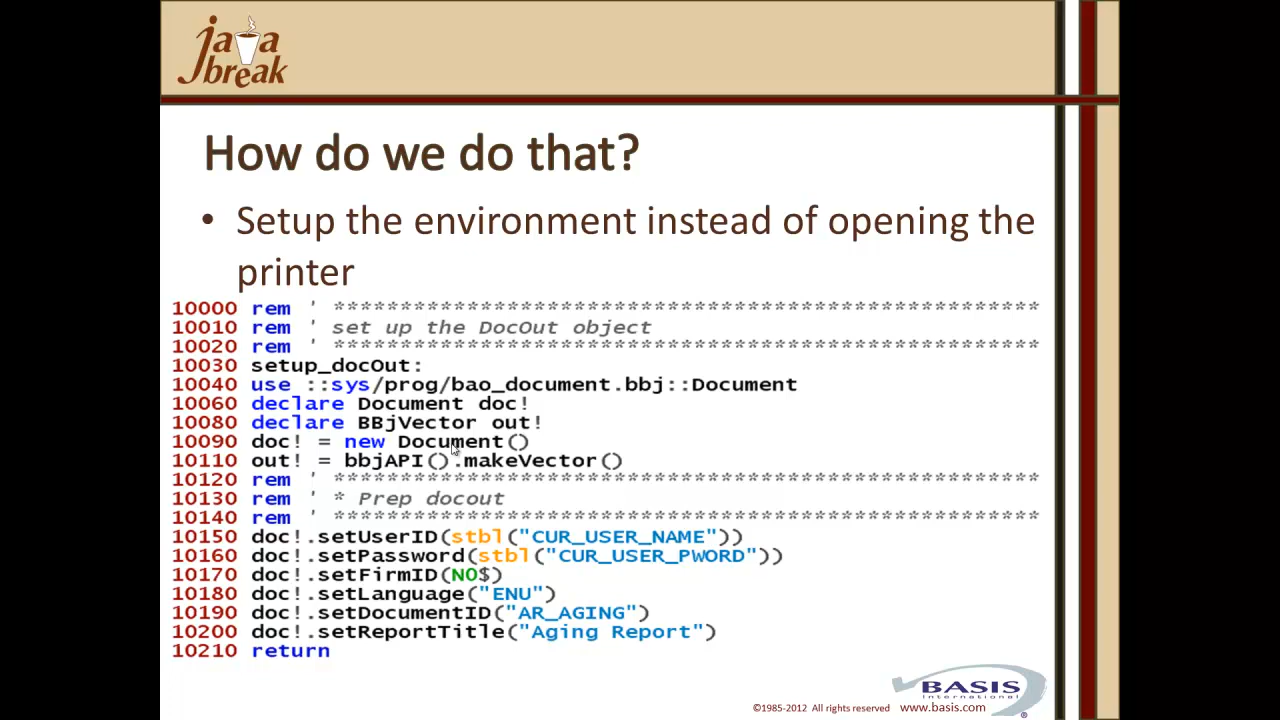 java
break
How do we do that?
• Setup the environment instead of opening the
printer
10000 rem ' *****************************************************
10010 rem ' set up the DocOut object
10020 rem ' *****************************************************
10030 setup_docOut:
10040 use ::sys/prog/bao_document.bbj::Document
10060 declare Document doc!
10080 declare BBjVector out!
10090 doc! = new Document()
10110 out! = bbjAPI().makeVector()
10120 rem ' *****************************************************
10130 rem ' * Prep docout
10140 rem ' *****************************************************
10150 doc!.setUserID(stbl("CUR_USER_NAME"))
10160 doc!.setPassword(stbl("CUR_USER_PWORD"))
10170 doc!.setFirmID(N0$)
10180 doc!.setLanguage("ENU")
10190 doc!.setDocumentID("AR_AGING")
10200 doc!.setReportTitle("Aging Report")
10210 return
BASIS
International
®
©1985-2012 All rights reserved www.basis.com